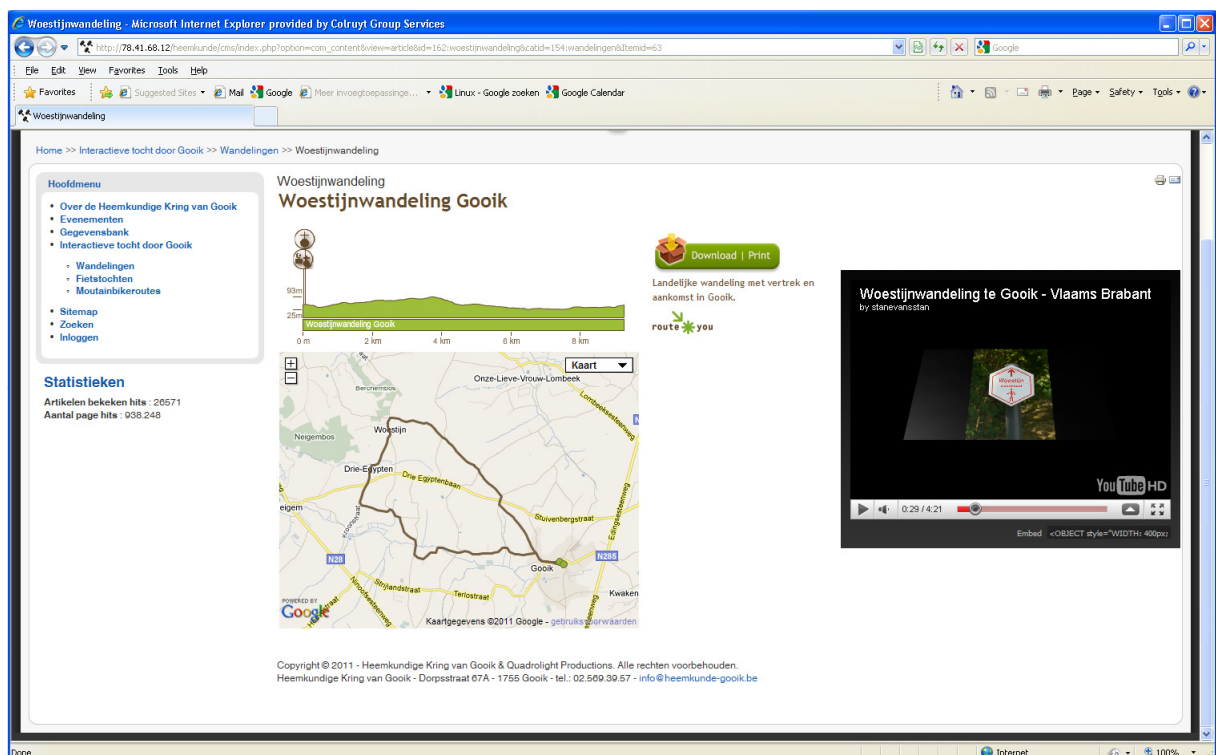 Woestijnwandeling - Microsoft Internet Explorer provided by Colruyt Group Services
http://78.41.68.12/heemkunde/cms/index.php?option=com_content&view=article&id=162:woestijnwandeling&catid=154:wandelingen&Itemid=63
Google
File Edit View Favorites Tools Help
Favorites Suggested Sites Mail Google Meer invoegtoepassinge... Linux - Google zoeken Google Calendar
Page Safety Tools
Woestijnwandeling
Home >> Interactieve tocht door Gooik >> Wandelingen >> Woestijnwandeling
Hoofdmenu
Over de Heemkundige Kring van Gooik
Evenementen
Gegevensbank
Interactieve tocht door Gooik
Wandelingen
Fietstochten
Moutainbikeroutes
Sitemap
Zoeken
Inloggen
Statistieken
Artikelen bekeken hits : 26571
Aantal page hits : 938.248
Woestijnwandeling
Woestijnwandeling Gooik
93m
25m
Woestijnwandeling Gooik
0 m 2 km 4 km 6 km 8 km
Download | Print
Landelijke wandeling met vertrek en
aankomst in Gooik.
route you
Kaart
Berchembos
Onze-Lieve-Vrouw-Lombeek
Lombeeksesteenweg
Neigembos
Woestijn
Drie-Egypten
Drie Egyptenbaan
eigem
Kroonstraat
Stuivenbergstraat
Edingsesteenweg
N28
N285
Gooik
Strijlandstraat
Terlostraat
Ninoofsesteenweg
Kwaken
POWERED BY
Google
Kaartgegevens ©2011 Google - gebruiksvoorwaarden
Woestijnwandeling te Gooik - Vlaams Brabant
by stanevansstan
Woestijn
YouTube HD
0:29 / 4:21
Embed <OBJECT style="WIDTH: 400px;
Copyright © 2011 - Heemkundige Kring van Gooik & Quadrolight Productions. Alle rechten voorbehouden.
Heemkundige Kring van Gooik - Dorpsstraat 67A - 1755 Gooik - tel.: 02.569.39.57 - info@heemkunde-gooik.be
Done
Internet
100%